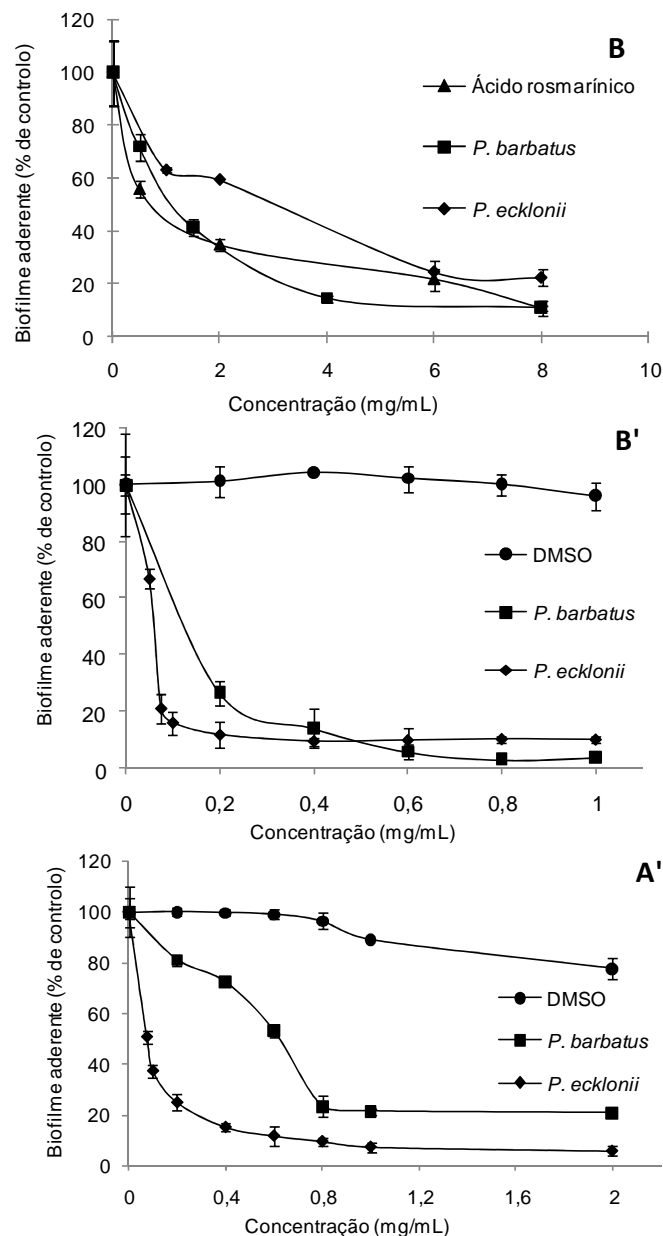 B
Biofilme aderente (% de controlo)
120
100
80
60
40
20
0
Ácido rosmarínico
P. barbatus
P. ecklonii
0 2 4 6 8 10
Concentração (mg/mL)
B'
Biofilme aderente (% de controlo)
120
100
80
60
40
20
0
DMSO
P. barbatus
P. ecklonii
0 0,2 0,4 0,6 0,8 1
Concentração (mg/mL)
A'
Biofilme aderente (% de controlo)
120
100
80
60
40
20
0
DMSO
P. barbatus
P. ecklonii
0 0,4 0,8 1,2 1,6 2
Concentração (mg/mL)